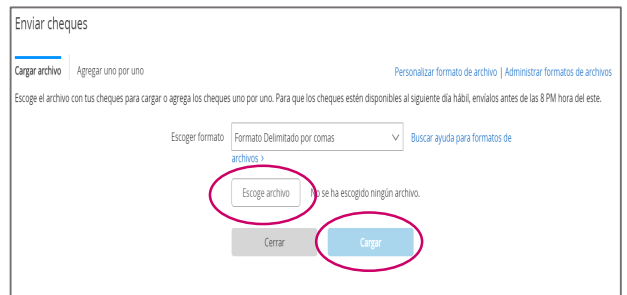 Enviar cheques
Cargar archivo Agregar uno por uno Personalizar formato de archivo | Administrar formatos de archivos
Escoge el archivo con tus cheques para cargar o agrega los cheques uno por uno. Para que los cheques estén disponibles al siguiente día hábil, envíalos antes de las 8 PM hora del este.
Escoger formato Formato Delimitado por comas Buscar ayuda para formatos de
archivos ›
Escoge archivo No se ha escogido ningún archivo.
Cerrar Cargar